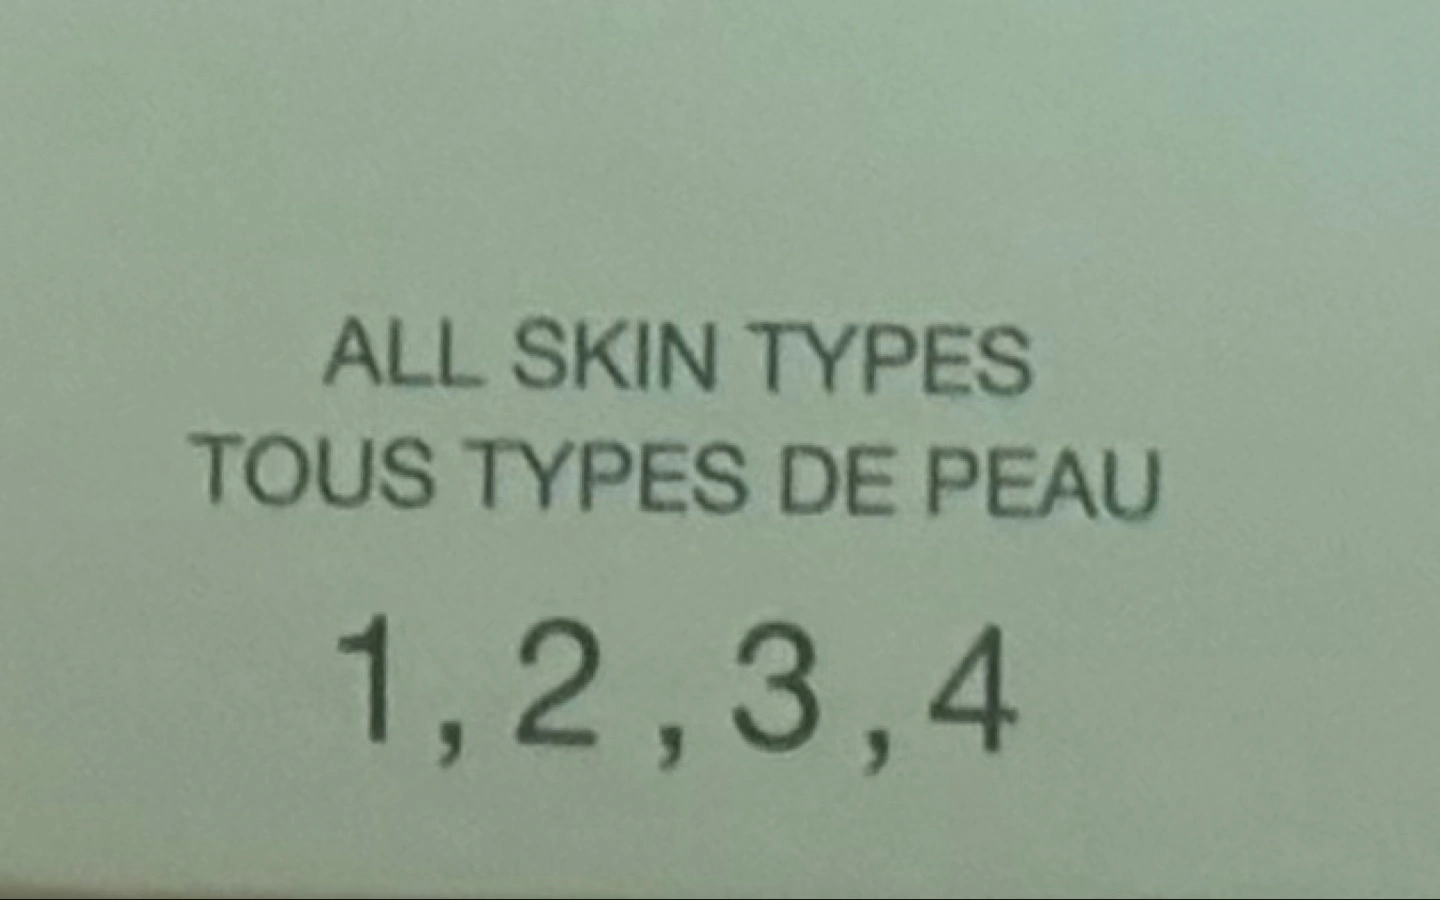 ALL SKIN TYPES
TOUS TYPES DE PEAU
1, 2, 3, 4